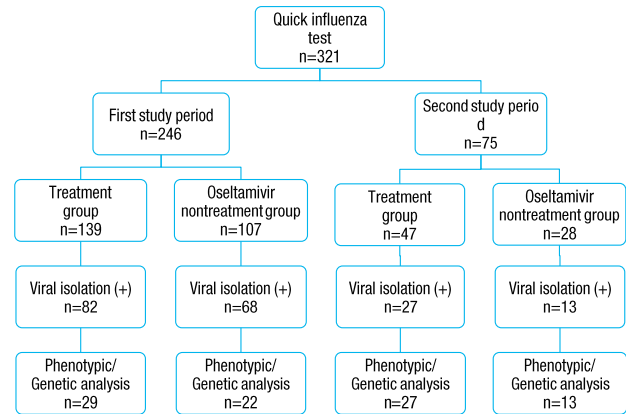 Quick influenza
test
n=321
First study period
n=246
Second study perio
d
n=75
Treatment
group
n=139
Oseltamivir
nontreatment group
n=107
Treatment
group
n=47
Oseltamivir
nontreatment group
n=28
Viral isolation (+)
n=82
Viral isolation (+)
n=68
Viral isolation (+)
n=27
Viral isolation (+)
n=13
Phenotypic/
Genetic analysis
n=29
Phenotypic/
Genetic analysis
n=22
Phenotypic/
Genetic analysis
n=27
Phenotypic/
Genetic analysis
n=13